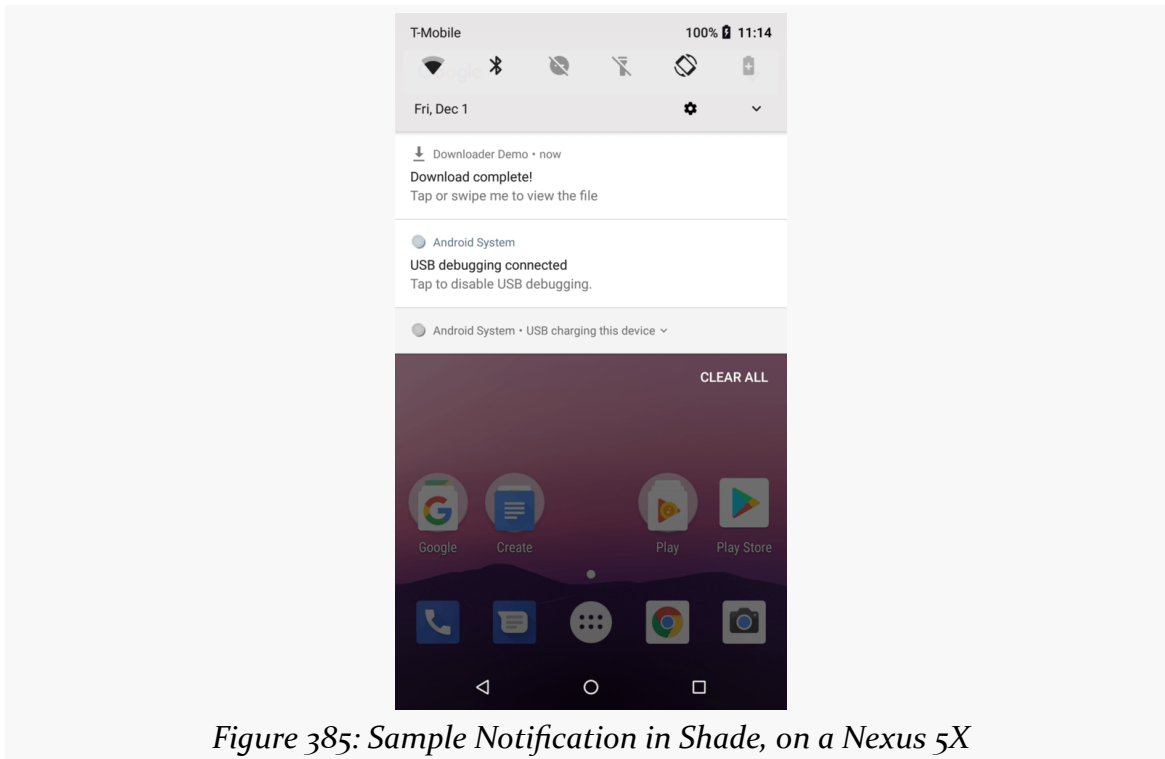 T-Mobile 100% 11:14
Fri, Dec 1
Downloader Demo • now
Download complete!
Tap or swipe me to view the file
Android System
USB debugging connected
Tap to disable USB debugging.
Android System • USB charging this device
CLEAR ALL
Google Create Play Play Store
Figure 385: Sample Notification in Shade, on a Nexus 5X